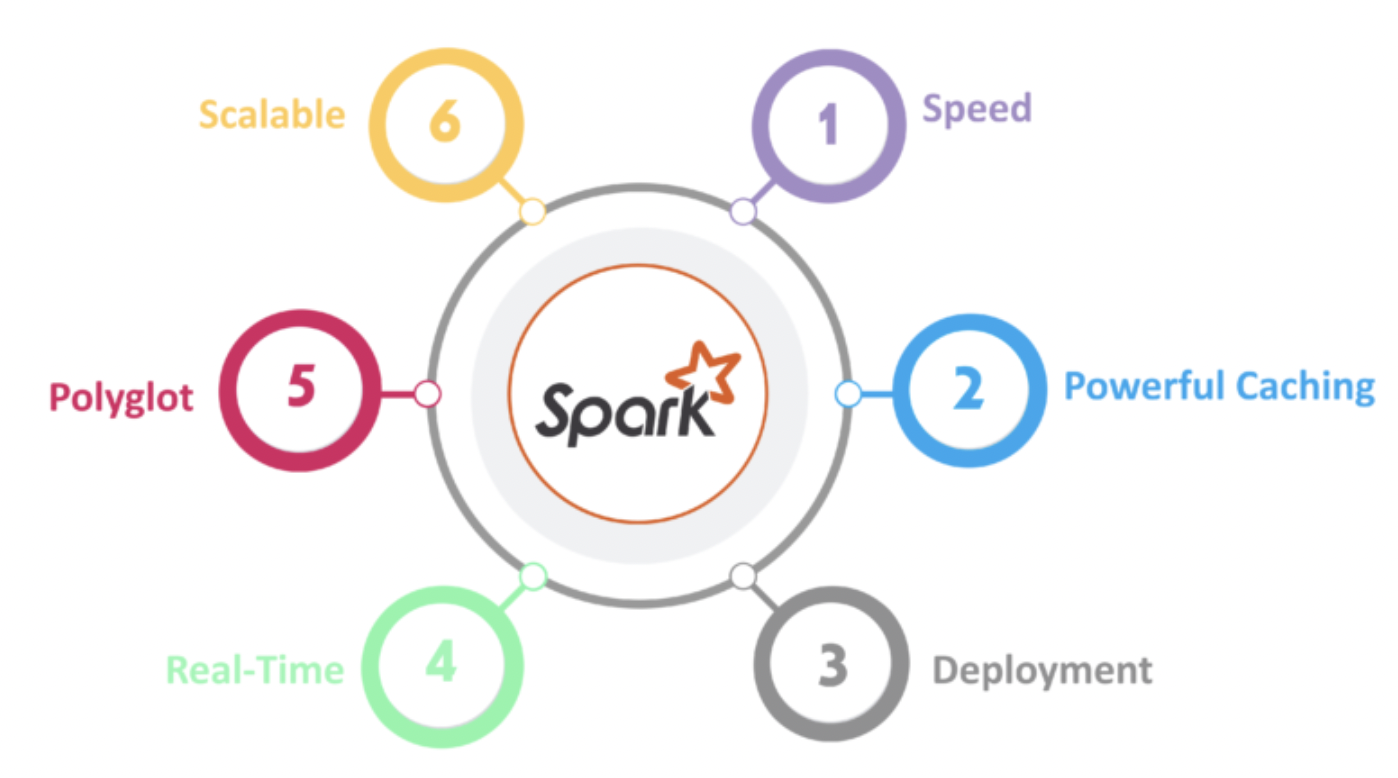 1
Speed
2
Powerful Caching
3
Deployment
4
Real-Time
5
Polyglot
6
Scalable
Spark